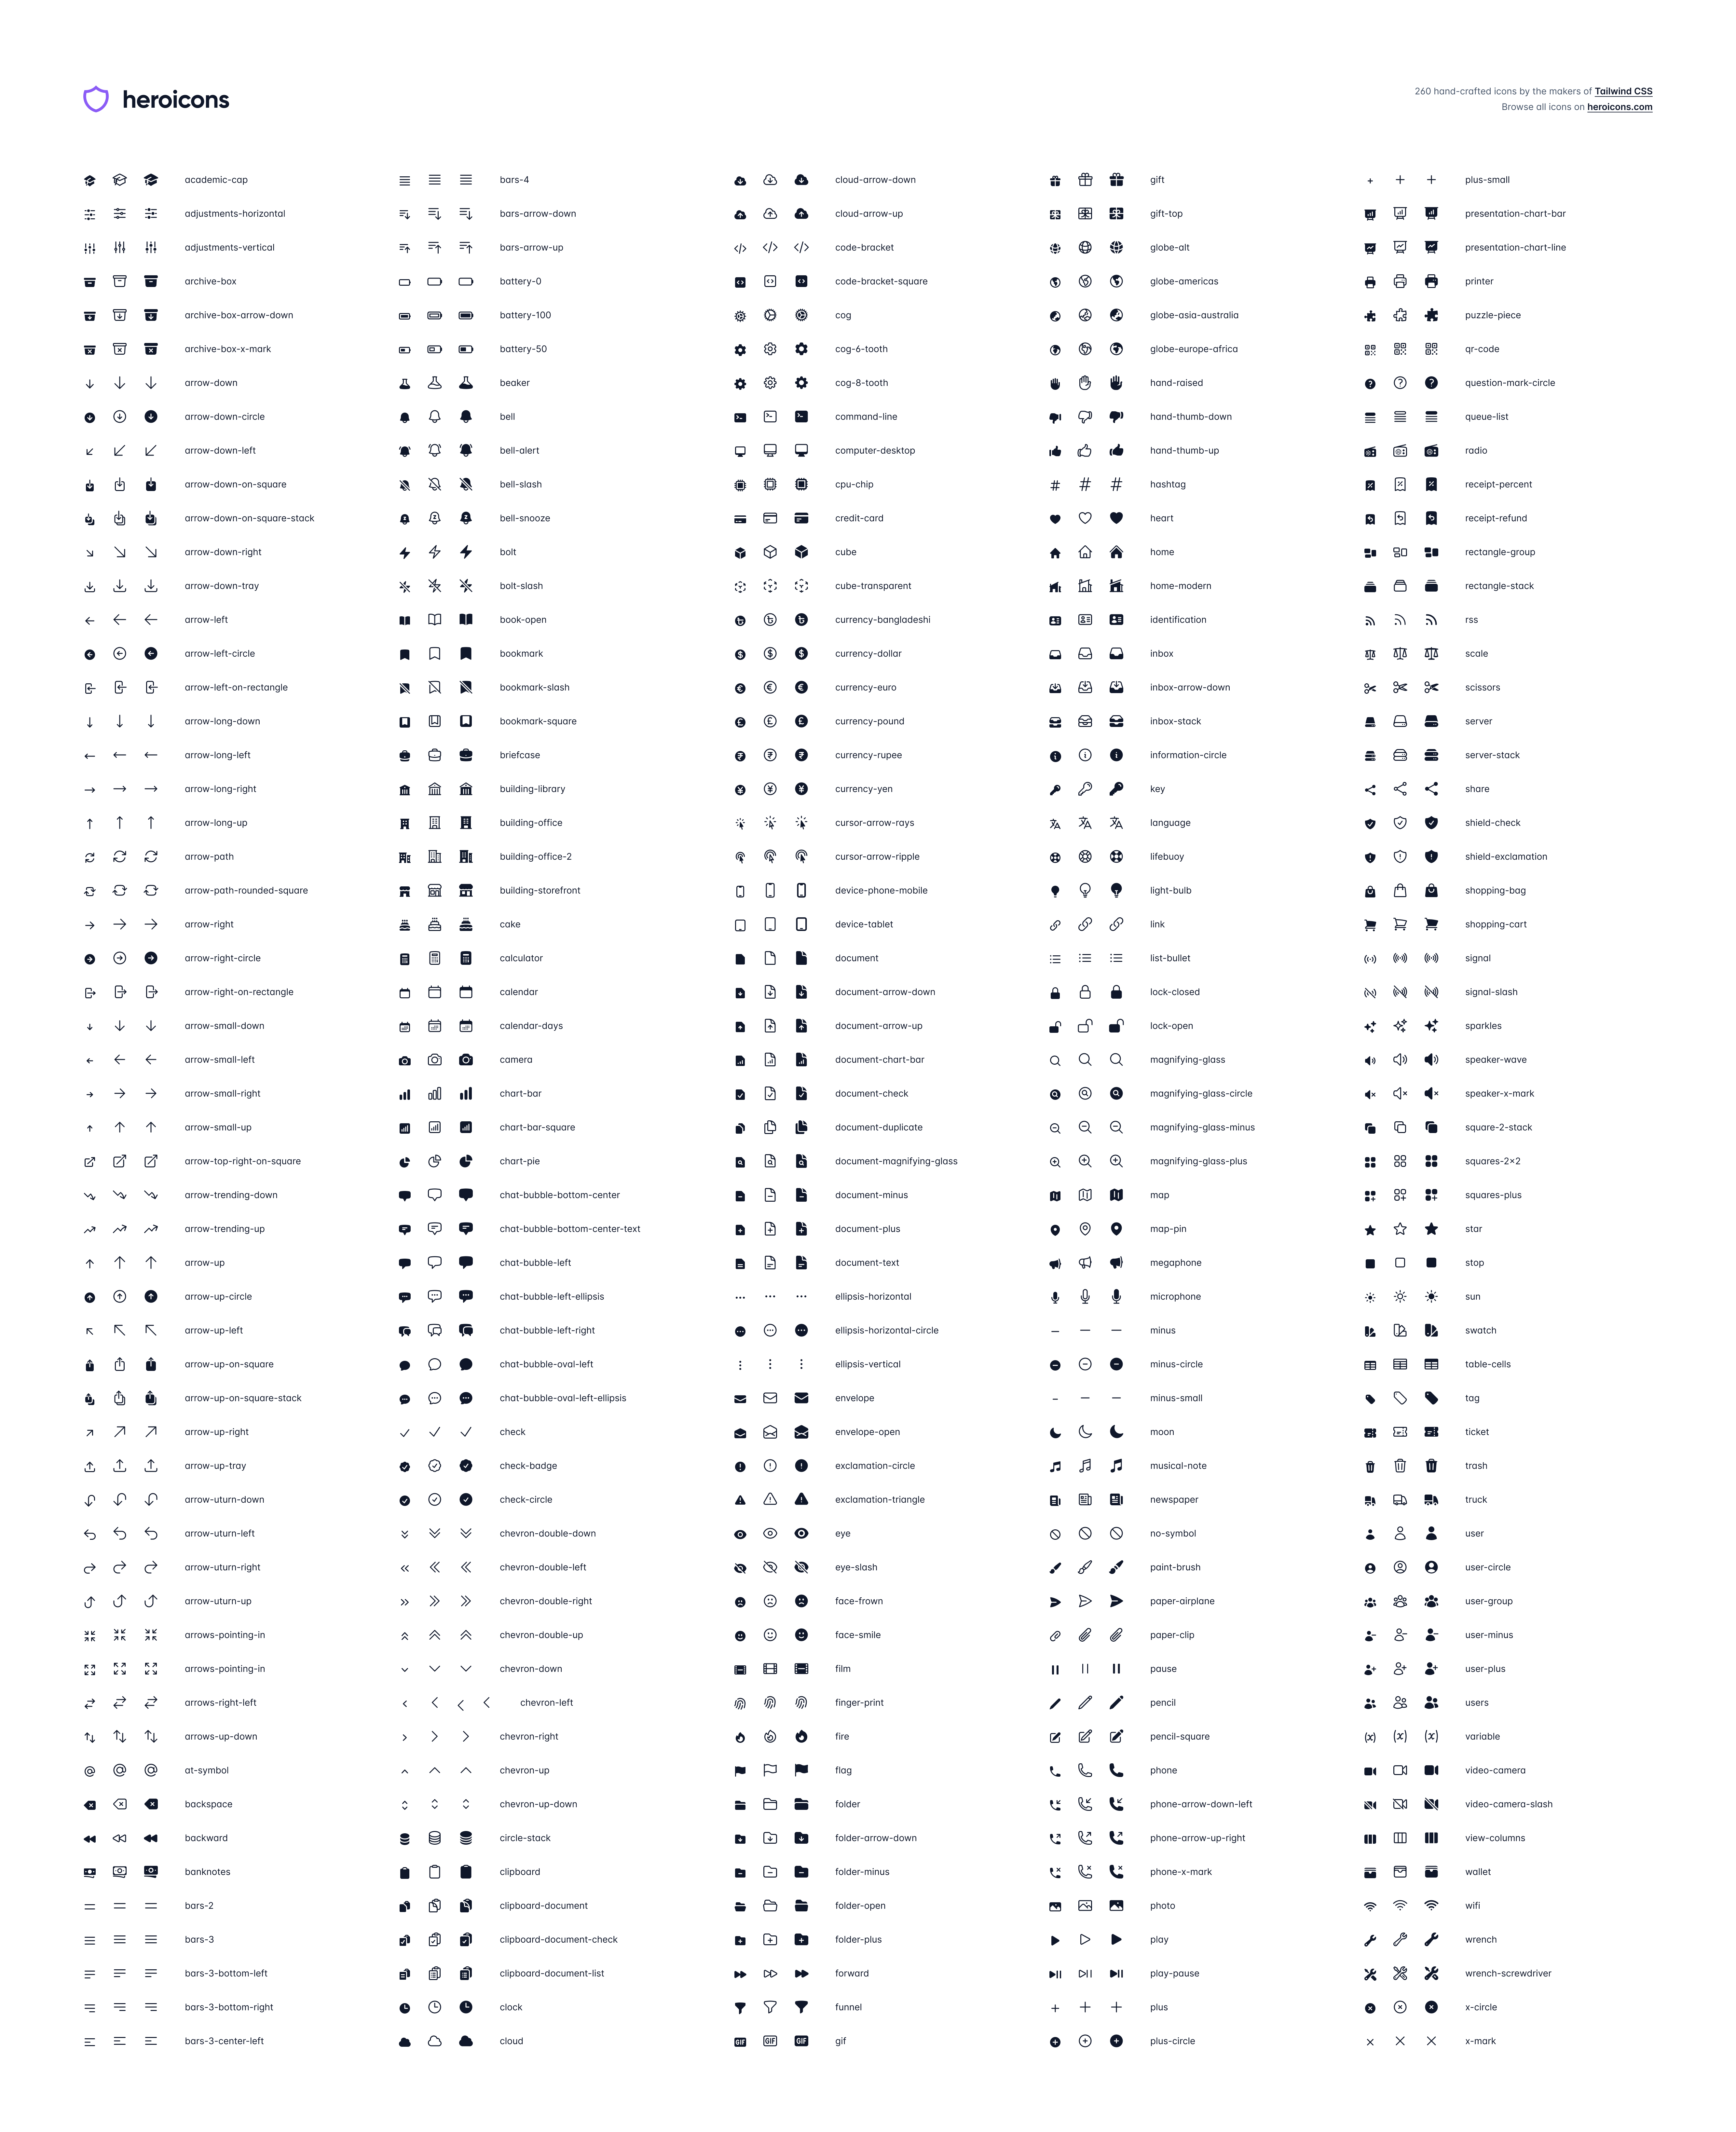 heroicons
260 hand-crafted icons by the makers of Tailwind CSS
Browse all icons on heroicons.com
academic-cap
adjustments-horizontal
adjustments-vertical
archive-box
archive-box-arrow-down
archive-box-x-mark
arrow-down
arrow-down-circle
arrow-down-left
arrow-down-on-square
arrow-down-on-square-stack
arrow-down-right
arrow-down-tray
arrow-left
arrow-left-circle
arrow-left-on-rectangle
arrow-long-down
arrow-long-left
arrow-long-right
arrow-long-up
arrow-path
arrow-path-rounded-square
arrow-right
arrow-right-circle
arrow-right-on-rectangle
arrow-small-down
arrow-small-left
arrow-small-right
arrow-small-up
arrow-top-right-on-square
arrow-trending-down
arrow-trending-up
arrow-up
arrow-up-circle
arrow-up-left
arrow-up-on-square
arrow-up-on-square-stack
arrow-up-right
arrow-up-tray
arrow-uturn-down
arrow-uturn-left
arrow-uturn-right
arrow-uturn-up
arrows-pointing-in
arrows-pointing-in
arrows-right-left
arrows-up-down
at-symbol
backspace
backward
banknotes
bars-2
bars-3
bars-3-bottom-left
bars-3-bottom-right
bars-3-center-left
bars-4
bars-arrow-down
bars-arrow-up
battery-0
battery-100
battery-50
beaker
bell
bell-alert
bell-slash
bell-snooze
bolt
bolt-slash
book-open
bookmark
bookmark-slash
bookmark-square
briefcase
building-library
building-office
building-office-2
building-storefront
cake
calculator
calendar
calendar-days
camera
chart-bar
chart-bar-square
chart-pie
chat-bubble-bottom-center
chat-bubble-bottom-center-text
chat-bubble-left
chat-bubble-left-ellipsis
chat-bubble-left-right
chat-bubble-oval-left
chat-bubble-oval-left-ellipsis
check
check-badge
check-circle
chevron-double-down
chevron-double-left
chevron-double-right
chevron-double-up
chevron-down
chevron-left
chevron-right
chevron-up
chevron-up-down
circle-stack
clipboard
clipboard-document
clipboard-document-check
clipboard-document-list
clock
cloud
cloud-arrow-down
cloud-arrow-up
code-bracket
code-bracket-square
cog
cog-6-tooth
cog-8-tooth
command-line
computer-desktop
cpu-chip
credit-card
cube
cube-transparent
currency-bangladeshi
currency-dollar
currency-euro
currency-pound
currency-rupee
currency-yen
cursor-arrow-rays
cursor-arrow-ripple
device-phone-mobile
device-tablet
document
document-arrow-down
document-arrow-up
document-chart-bar
document-check
document-duplicate
document-magnifying-glass
document-minus
document-plus
document-text
ellipsis-horizontal
ellipsis-horizontal-circle
ellipsis-vertical
envelope
envelope-open
exclamation-circle
exclamation-triangle
eye
eye-slash
face-frown
face-smile
film
finger-print
fire
flag
folder
folder-arrow-down
folder-minus
folder-open
folder-plus
forward
funnel
GIF GIF GIF gif
gift
gift-top
globe-alt
globe-americas
globe-asia-australia
globe-europe-africa
hand-raised
hand-thumb-down
hand-thumb-up
hashtag
heart
home
home-modern
identification
inbox
inbox-arrow-down
inbox-stack
information-circle
key
language
lifebuoy
light-bulb
link
list-bullet
lock-closed
lock-open
magnifying-glass
magnifying-glass-circle
magnifying-glass-minus
magnifying-glass-plus
map
map-pin
megaphone
microphone
minus
minus-circle
minus-small
moon
musical-note
newspaper
no-symbol
paint-brush
paper-airplane
paper-clip
pause
pencil
pencil-square
phone
phone-arrow-down-left
phone-arrow-up-right
phone-x-mark
photo
play
play-pause
plus
plus-circle
plus-small
presentation-chart-bar
presentation-chart-line
printer
puzzle-piece
qr-code
question-mark-circle
queue-list
radio
receipt-percent
receipt-refund
rectangle-group
rectangle-stack
rss
scale
scissors
server
server-stack
share
shield-check
shield-exclamation
shopping-bag
shopping-cart
signal
signal-slash
sparkles
speaker-wave
speaker-x-mark
square-2-stack
squares-2×2
squares-plus
star
stop
sun
swatch
table-cells
tag
ticket
trash
truck
user
user-circle
user-group
user-minus
user-plus
users
(x) (x) (x) variable
video-camera
video-camera-slash
view-columns
wallet
wifi
wrench
wrench-screwdriver
x-circle
x-mark